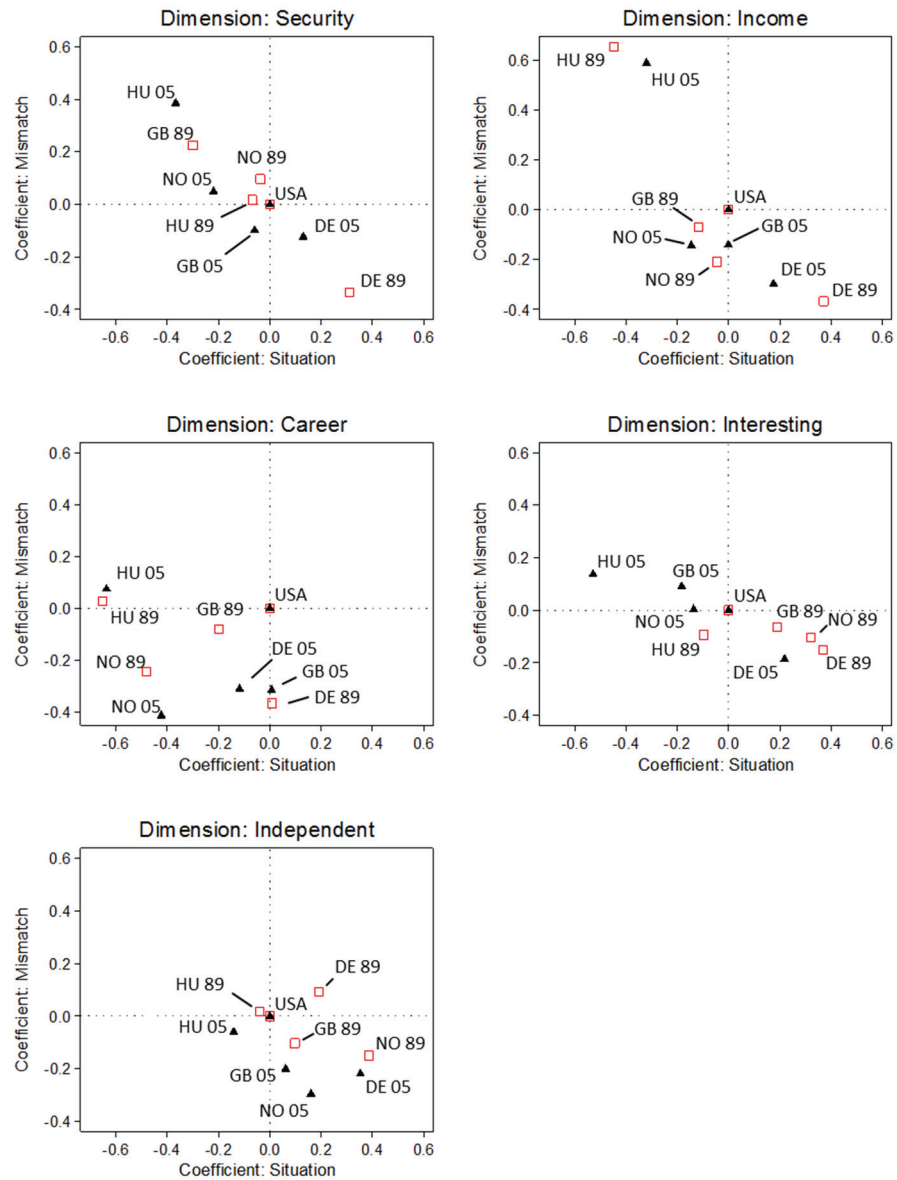 Dimension: Security
0.6
0.4
0.2
0.0
-0.2
-0.4
Coefficient: Mismatch
HU 05
GB 89
NO 89
NO 05
USA
HU 89
DE 05
GB 05
DE 89
-0.6 -0.4 -0.2 0.0 0.2 0.4 0.6
Coefficient: Situation
Dimension: Income
0.6
0.4
0.2
0.0
-0.2
-0.4
Coefficient: Mismatch
HU 89
HU 05
USA
GB 89
GB 05
NO 05
NO 89
DE 05
DE 89
-0.6 -0.4 -0.2 0.0 0.2 0.4 0.6
Coefficient: Situation
Dimension: Career
0.6
0.4
0.2
0.0
-0.2
-0.4
Coefficient: Mismatch
HU 05
USA
HU 89
GB 89
NO 89
DE 05
GB 05
DE 89
NO 05
-0.6 -0.4 -0.2 0.0 0.2 0.4 0.6
Coefficient: Situation
Dimension: Interesting
0.6
0.4
0.2
0.0
-0.2
-0.4
Coefficient: Mismatch
HU 05
GB 05
USA
NO 05
GB 89
NO 89
HU 89
DE 05
DE 89
-0.6 -0.4 -0.2 0.0 0.2 0.4 0.6
Coefficient: Situation
Dimension: Independent
0.6
0.4
0.2
0.0
-0.2
-0.4
Coefficient: Mismatch
DE 89
HU 89
USA
HU 05
GB 89
NO 89
GB 05
DE 05
NO 05
-0.6 -0.4 -0.2 0.0 0.2 0.4 0.6
Coefficient: Situation